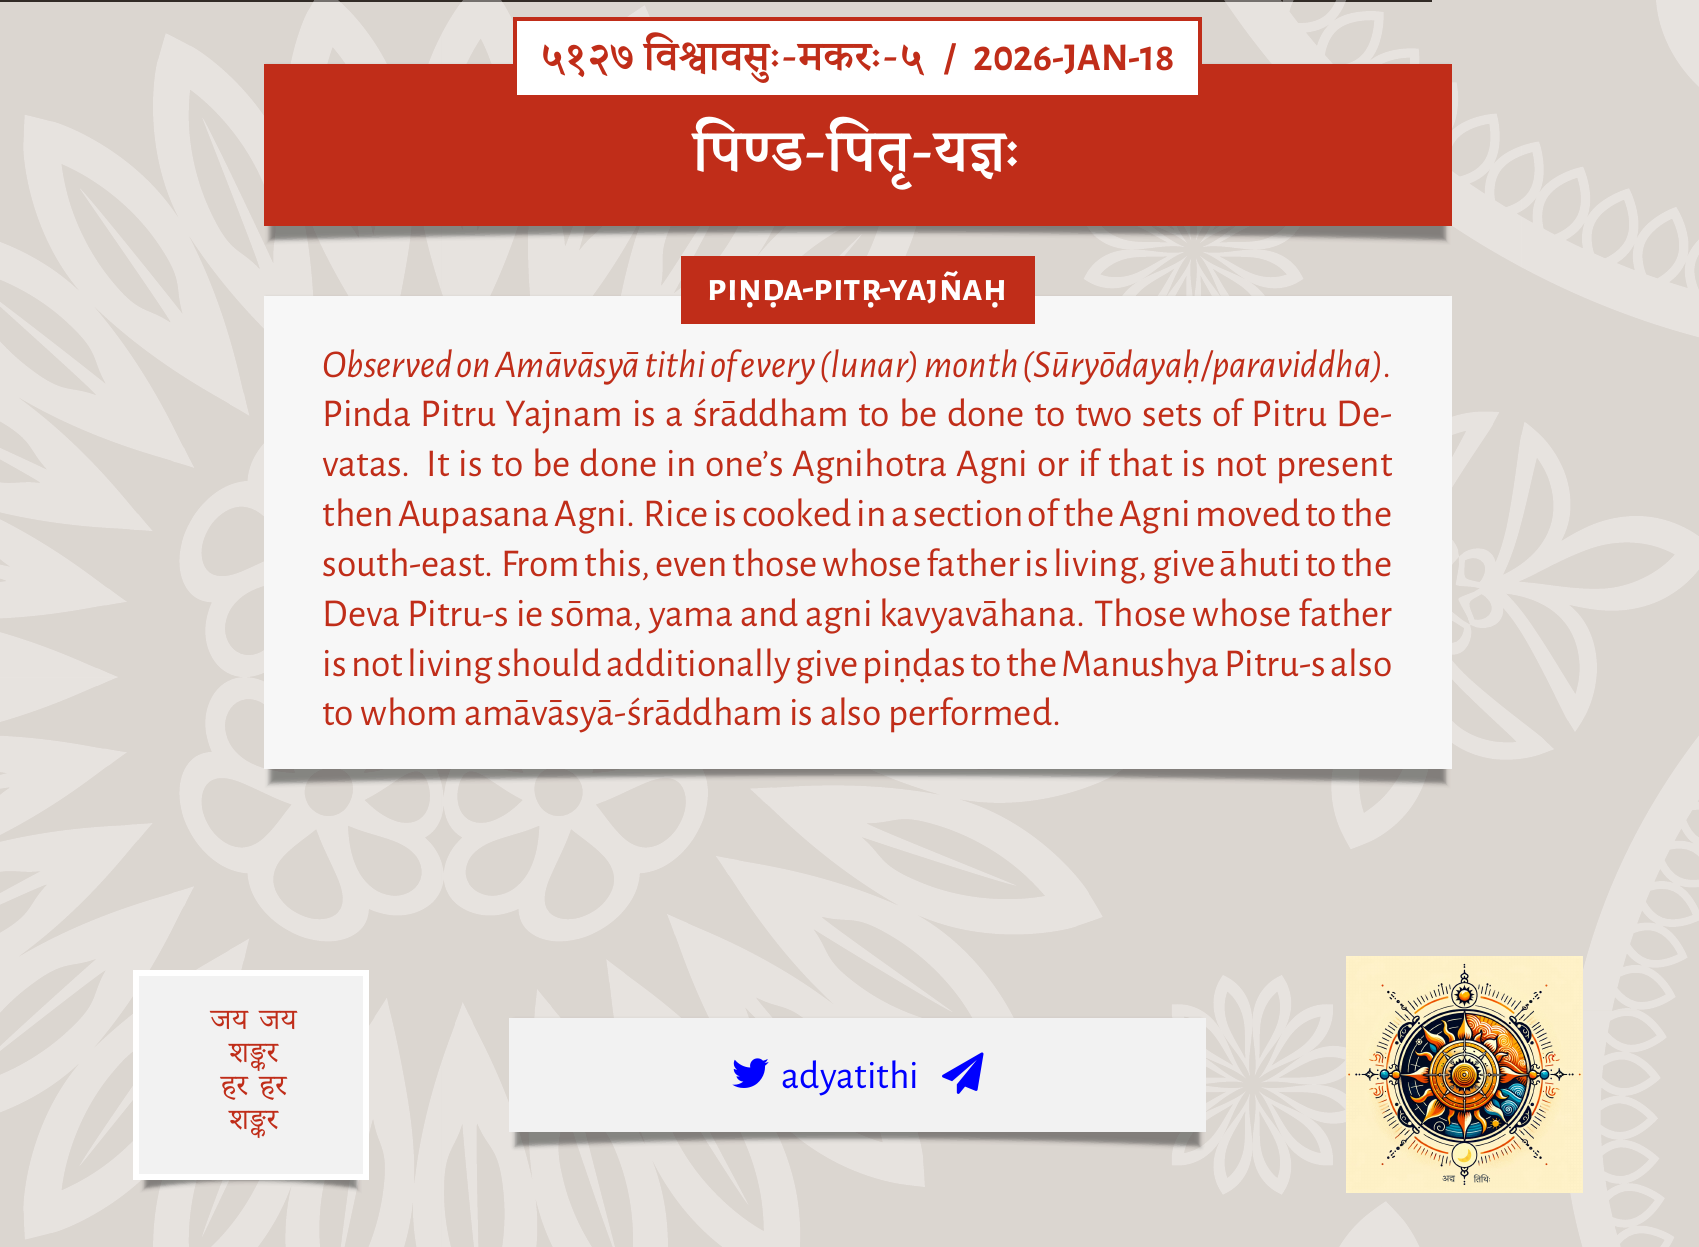 ५१२७ विश्वावसुः-मकरः-५ / 2026-JAN-18
पिण्ड-पितृ-यज्ञः
PIṆḌA-PITṚ-YAJÑAḤ
Observed on Amāvāsyā tithi of every (lunar) month (Sūryōdayaḥ/paraviddha).
Pinda Pitru Yajnam is a śrāddham to be done to two sets of Pitru De-
vatas. It is to be done in one’s Agnihotra Agni or if that is not present
then Aupasana Agni. Rice is cooked in a section of the Agni moved to the
south-east. From this, even those whose father is living, give āhuti to the
Deva Pitru-s ie sōma, yama and agni kavyavāhana. Those whose father
is not living should additionally give piṇḍas to the Manushya Pitru-s also
to whom amāvāsyā-śrāddham is also performed.
जय जय
शङ्कर
हर हर
शङ्कर
adyatithi
अद्य तिथिः